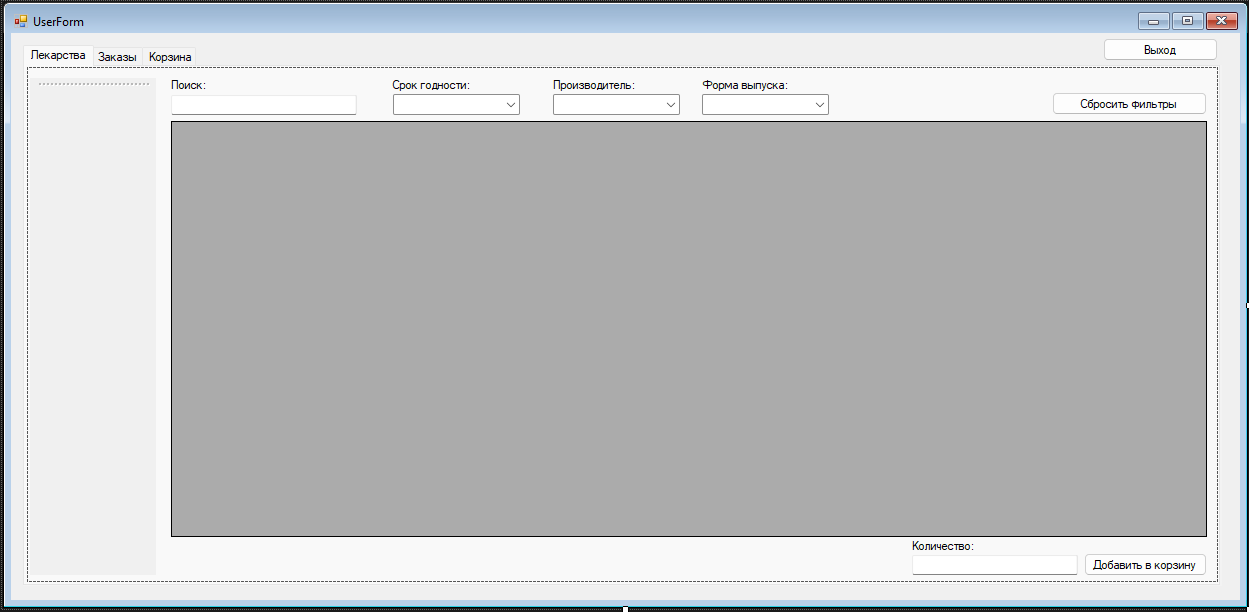 UserForm
Выход
Лекарства Заказы Корзина
Поиск: Срок годности: Производитель: Форма выпуска:
Сбросить фильтры
Количество:
Добавить в корзину